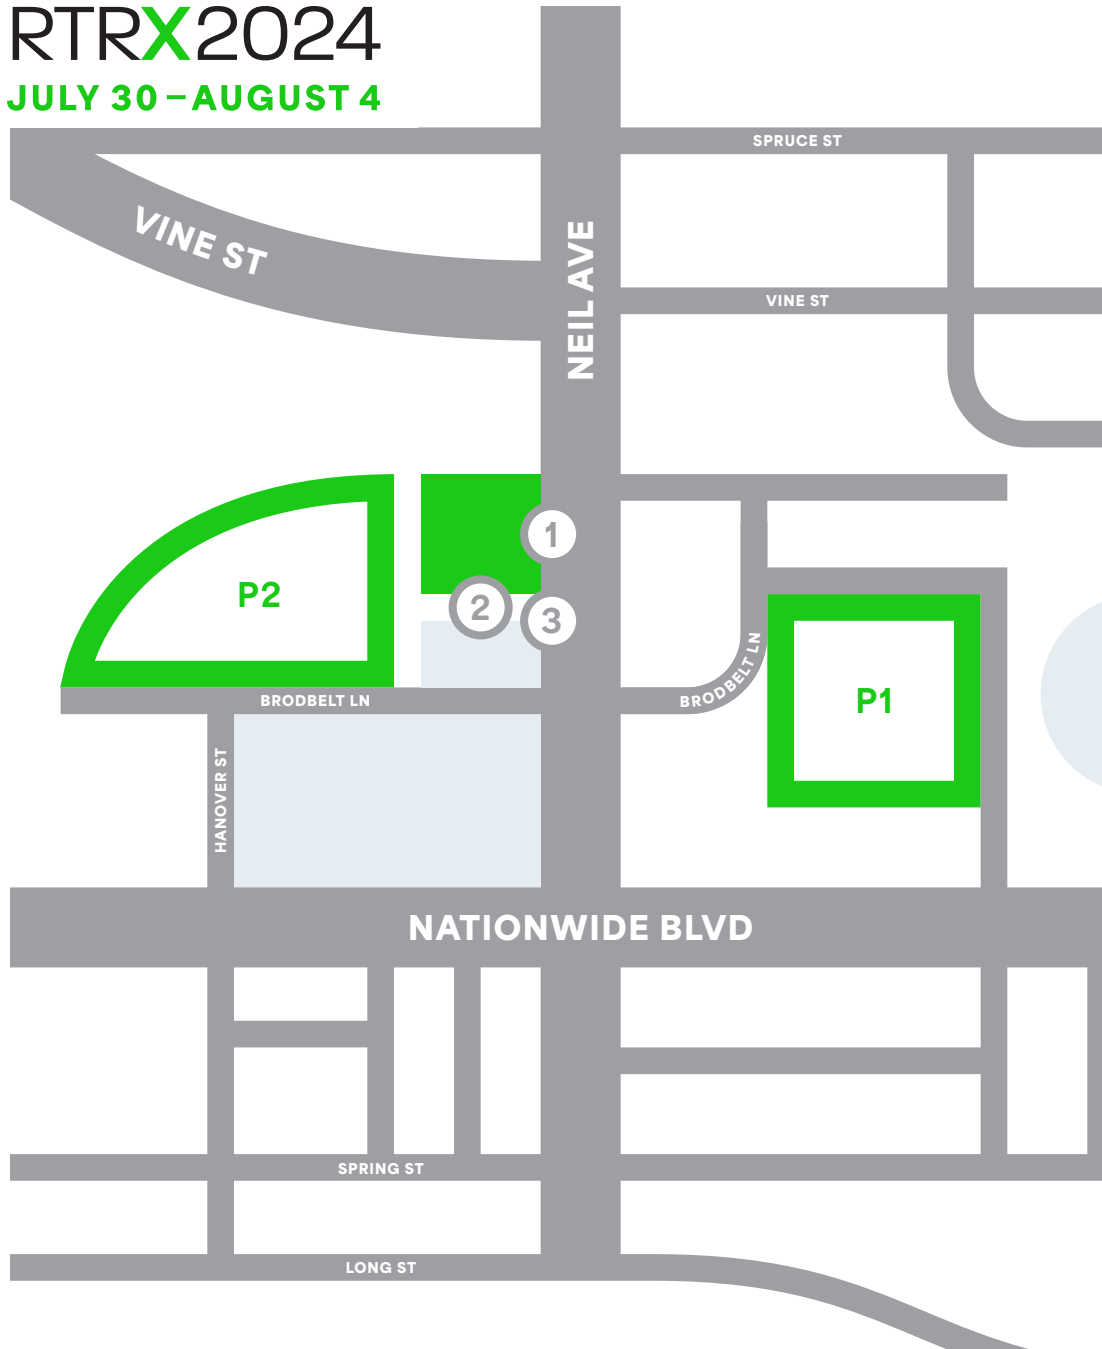 RTRX2024
JULY 30 – AUGUST 4
SPRUCE ST
VINE ST
NEIL AVE
VINE ST
1
P2
2
3
BRODBELT LN
BRODBELT LN
P1
HANOVER ST
NATIONWIDE BLVD
SPRING ST
LONG ST